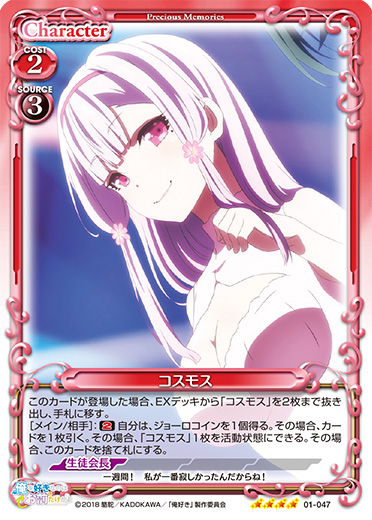 Precious Memories
Character
COST
2
SOURCE
3
コスモス
このカードが登場した場合、EXデッキから「コスモス」を2枚まで抜き
出し、手札に移す。
[メイン/相手]:2 自分は、ジョーロコインを1個得る。その場合、カー
ドを1枚引く。その場合、「コスモス」1枚を活動状態にできる。その場
合、このカードを捨て札にする。
生徒会長
一週間! 私が一番寂しかったんだからね!
©2018 駱駝/KADOKAWA/「俺好き」製作委員会
01-047